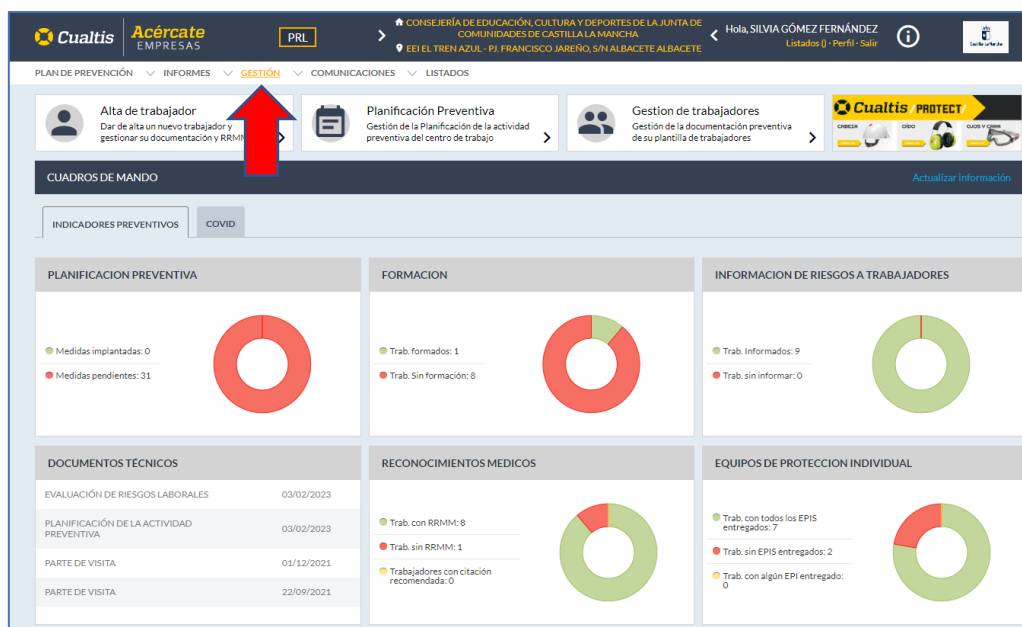 Cualtis
Acércate
EMPRESAS
PRL
CONSEJERÍA DE EDUCACIÓN, CULTURA Y DEPORTES DE LA JUNTA DE
COMUNIDADES DE CASTILLA LA MANCHA
EEI EL TREN AZUL - PJ. FRANCISCO JAREÑO, S/N ALBACETE ALBACETE
Hola, SILVIA GÓMEZ FERNÁNDEZ
Listados () · Perfil · Salir
Castilla-La Mancha
PLAN DE PREVENCIÓN
INFORMES
GESTIÓN
COMUNICACIONES
LISTADOS
Alta de trabajador
Dar de alta un nuevo trabajador y
gestionar su documentación y RRMM
Planificación Preventiva
Gestión de la Planificación de la actividad
preventiva del centro de trabajo
Gestion de trabajadores
Gestión de la documentación preventiva
de su plantilla de trabajadores
Cualtis / PROTECT /
CABEZA
OÍDO
OJOS Y CARA
CUADROS DE MANDO
Actualizar información
INDICADORES PREVENTIVOS
COVID
PLANIFICACION PREVENTIVA
Medidas implantadas: 0
Medidas pendientes: 31
FORMACION
Trab. formados: 1
Trab. Sin formación: 8
INFORMACION DE RIESGOS A TRABAJADORES
Trab. Informados: 9
Trab. sin informar: 0
DOCUMENTOS TÉCNICOS
EVALUACIÓN DE RIESGOS LABORALES 03/02/2023
PLANIFICACIÓN DE LA ACTIVIDAD
PREVENTIVA 03/02/2023
PARTE DE VISITA 01/12/2021
PARTE DE VISITA 22/09/2021
RECONOCIMIENTOS MEDICOS
Trab. con RRMM: 8
Trab. sin RRMM: 1
Trabajadores con citación
recomendada: 0
EQUIPOS DE PROTECCION INDIVIDUAL
Trab. con todos los EPIS
entregados: 7
Trab. sin EPIS entregados: 2
Trab. con algún EPI entregado:
0